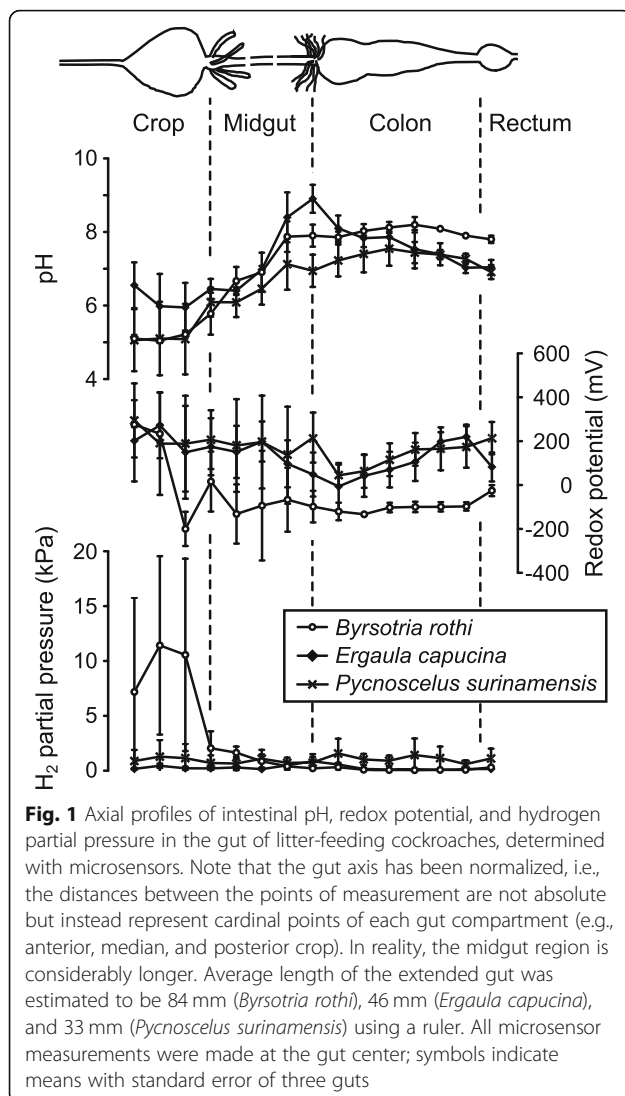 Crop Midgut Colon Rectum
10
8
6
4
pH
600
400
200
0
-200
-400
Redox potential (mV)
20
15
10
5
0
H₂ partial pressure (kPa)
Byrsotria rothi
Ergaula capucina
Pycnoscelus surinamensis
Fig. 1 Axial profiles of intestinal pH, redox potential, and hydrogen
partial pressure in the gut of litter-feeding cockroaches, determined
with microsensors. Note that the gut axis has been normalized, i.e.,
the distances between the points of measurement are not absolute
but instead represent cardinal points of each gut compartment (e.g.,
anterior, median, and posterior crop). In reality, the midgut region is
considerably longer. Average length of the extended gut was
estimated to be 84 mm (Byrsotria rothi), 46 mm (Ergaula capucina),
and 33 mm (Pycnoscelus surinamensis) using a ruler. All microsensor
measurements were made at the gut center; symbols indicate
means with standard error of three guts